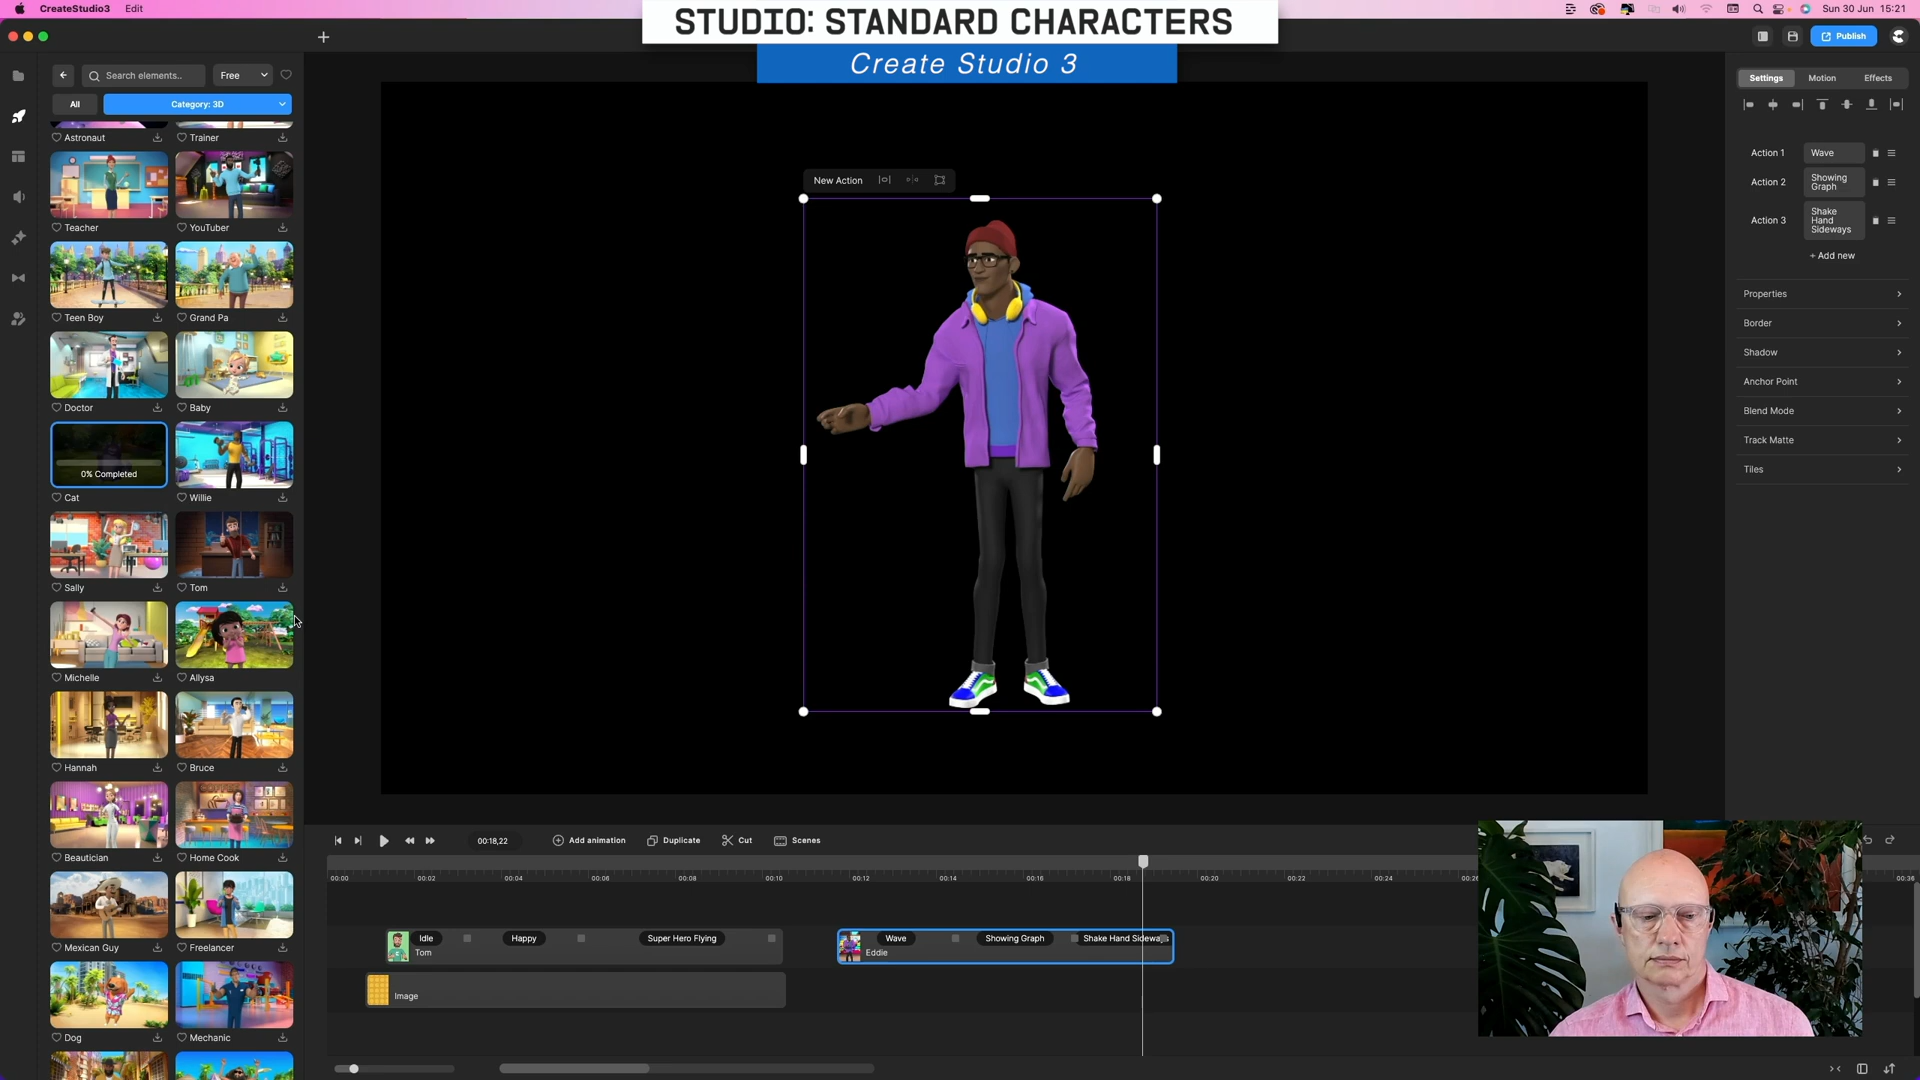 CreateStudio3 Edit
Sun 30 Jun 15:21
STUDIO: STANDARD CHARACTERS
Create Studio 3
Publish
Search elements..
Free
All
Category: 3D
Astronaut
Trainer
Teacher
YouTuber
Teen Boy
Grand Pa
Doctor
Baby
0% Completed
Cat
Willie
Sally
Tom
Michelle
Allysa
Hannah
Bruce
Beautician
Home Cook
Mexican Guy
Freelancer
Dog
Mechanic
New Action
Settings Motion Effects
Action 1 Wave
Action 2 Showing Graph
Action 3 Shake Hand Sideways
+ Add new
Properties
Border
Shadow
Anchor Point
Blend Mode
Track Matte
Tiles
00:18,22
Add animation
Duplicate
Cut
Scenes
00:00 00:02 00:04 00:06 00:08 00:10 00:12 00:14 00:16 00:18 00:20 00:22 00:24 00:26 00:36
Idle Happy Super Hero Flying
Tom
Wave Showing Graph Shake Hand Sideways
Eddie
Image